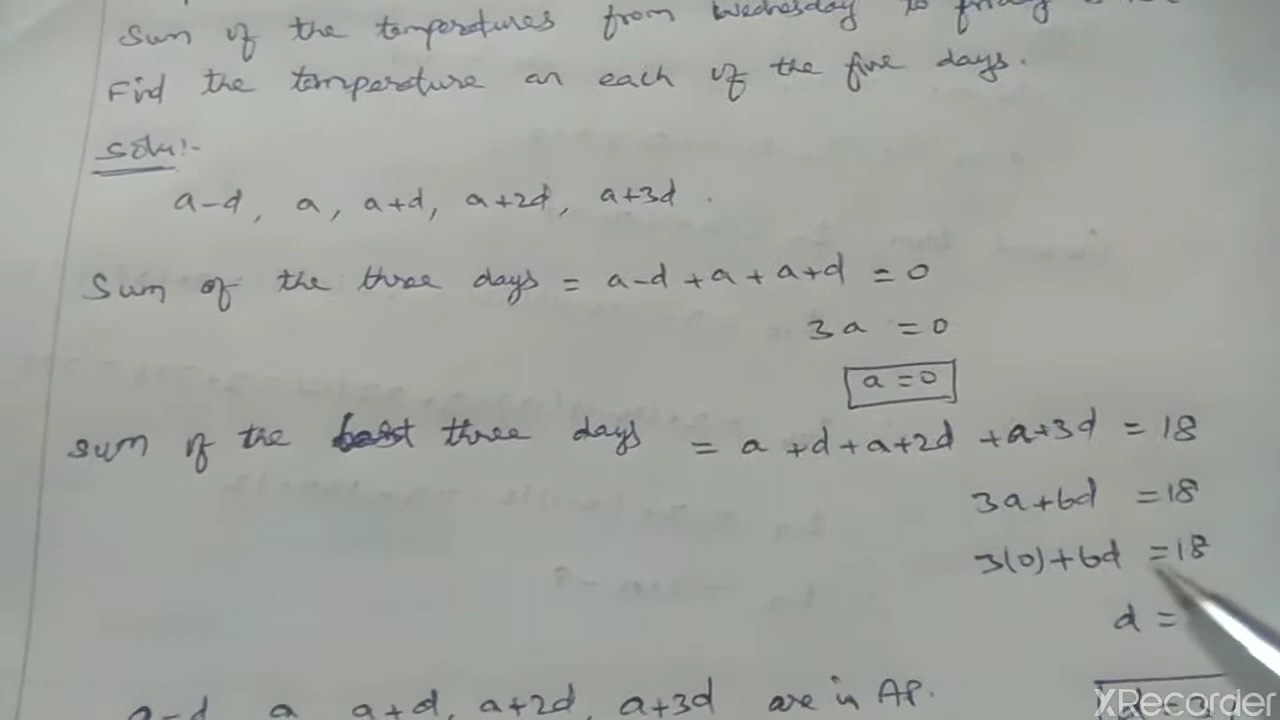 Sum of the temperatures from Wednesday to friday
Find the temperature on each of the five days.
Soln:-
a-d, a, a+d, a+2d, a+3d.
Sum of the three days = a-d+a+a+d = 0
3a = 0
a = 0
Sum of the last three days = a+d+a+2d+a+3d = 18
3a+6d = 18
3(0)+6d = 18
d =
a-d a a+d, a+2d, a+3d are in AP.
XRecorder